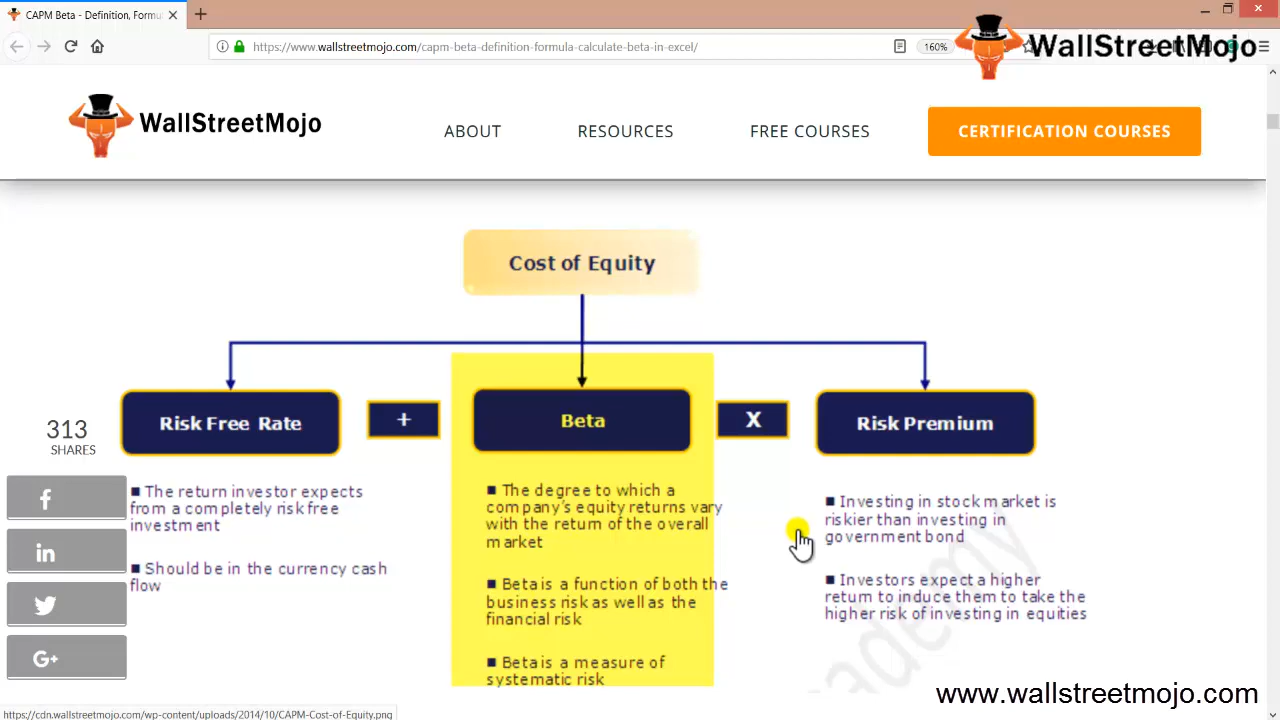 CAPM Beta - Definition, Formu
https://www.wallstreetmojo.com/capm-beta-definition-formula-calculate-beta-in-excel/
160%
WallStreetMojo
WallStreetMojo
ABOUT
RESOURCES
FREE COURSES
CERTIFICATION COURSES
Cost of Equity
Risk Free Rate
+
Beta
X
Risk Premium
313
SHARES
■ The return investor expects
from a completely risk free
investment
■ Should be in the currency cash
flow
■ The degree to which a
company's equity returns vary
with the return of the overall
market
■ Beta is a function of both the
business risk as well as the
financial risk
■ Beta is a measure of
systematic risk
■ Investing in stock market is
riskier than investing in
government bond
■ Investors expect a higher
return to induce them to take the
higher risk of investing in equities
f
in
G+
ademy
www.wallstreetmojo.com
https://cdn.wallstreetmojo.com/wp-content/uploads/2014/10/CAPM-Cost-of-Equity.png